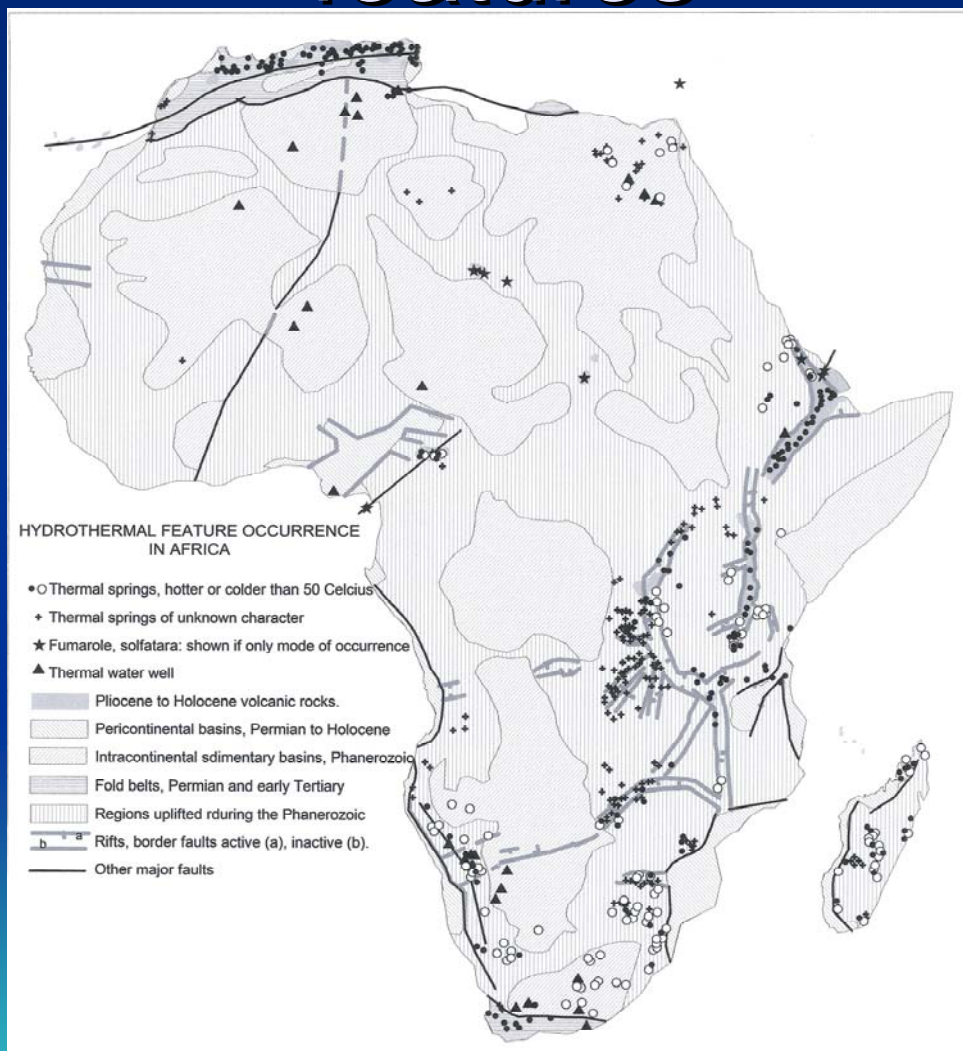 features
HYDROTHERMAL FEATURE OCCURRENCE
IN AFRICA
Thermal springs, hotter or colder than 50 Celcius
Thermal springs of unknown character
Fumarole, solfatara: shown if only mode of occurrence
Thermal water well
Pliocene to Holocene volcanic rocks.
Pericontinental basins, Permian to Holocene
Intracontinental sdimentary basins, Phanerozoic
Fold belts, Permian and early Tertiary
Regions uplifted rduring the Phanerozoic
a
b
Rifts, border faults active (a), inactive (b).
Other major faults